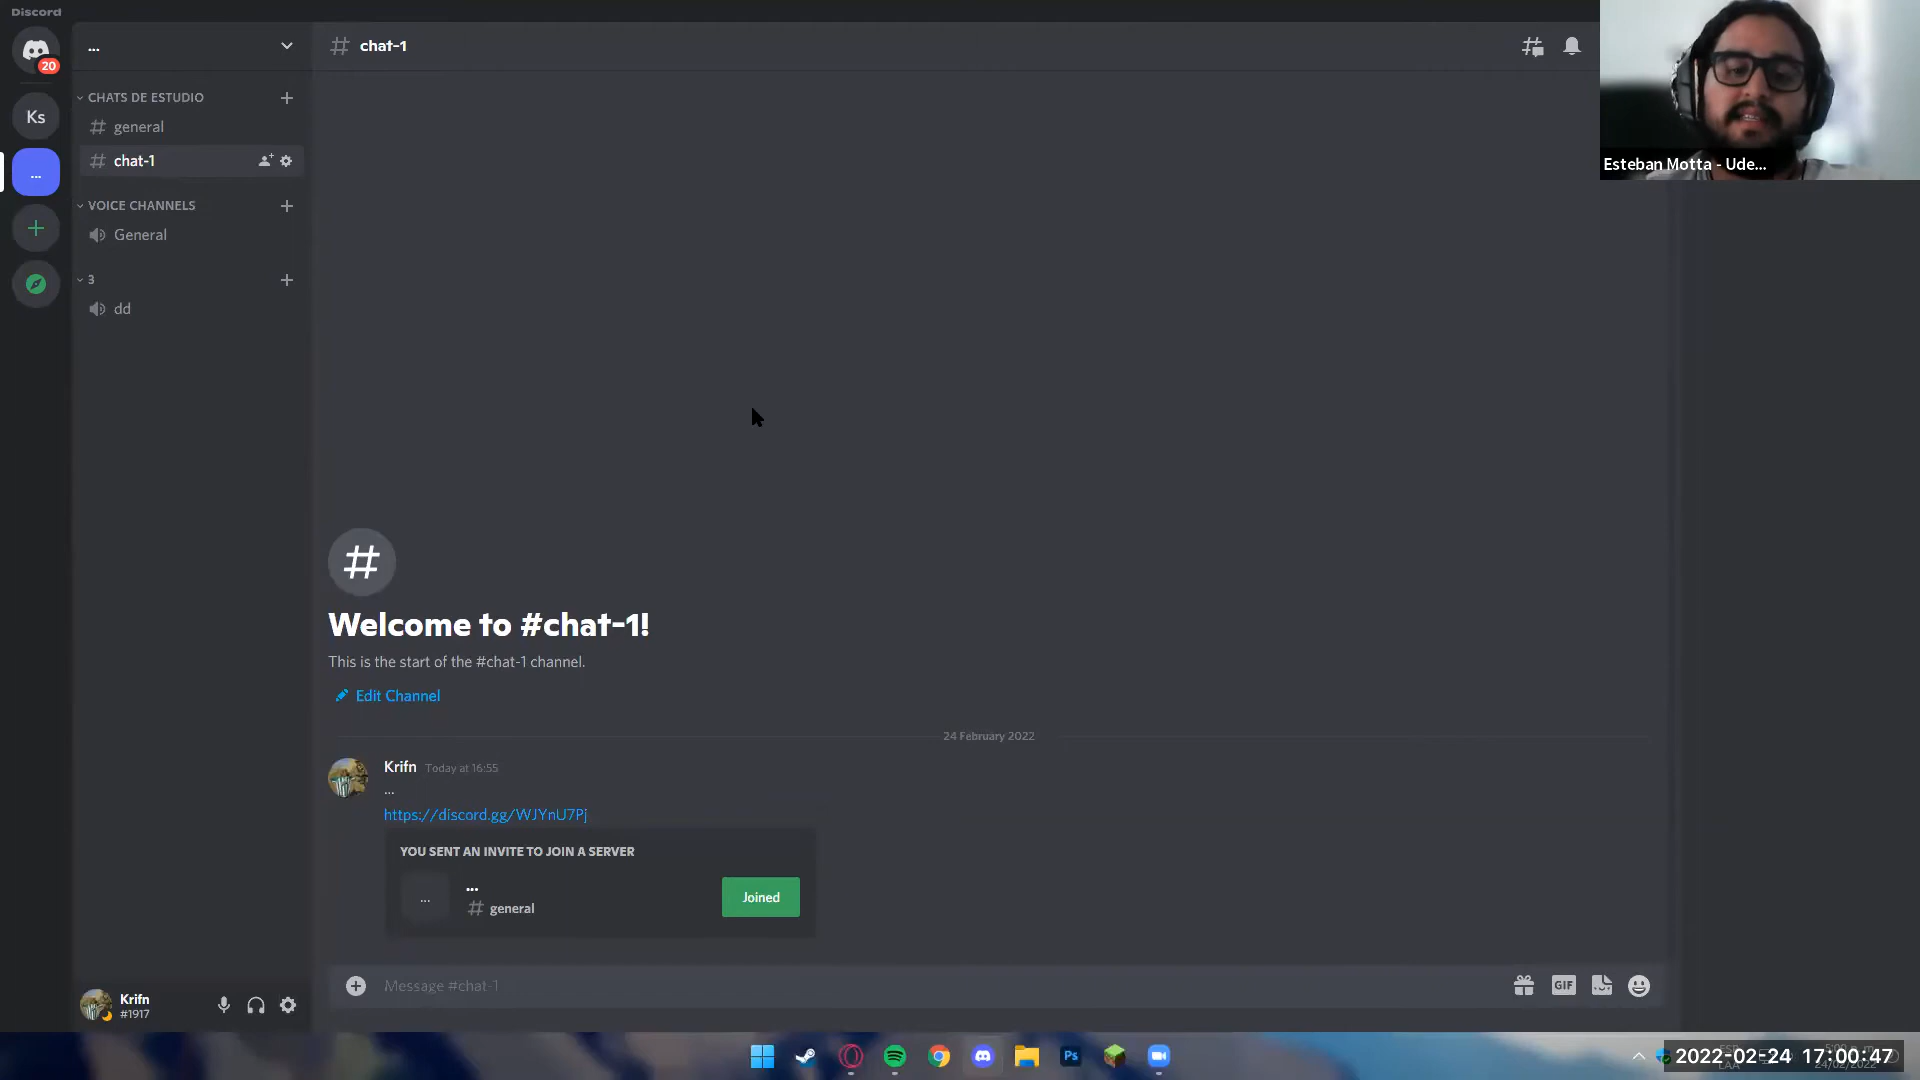 Discord
20
Ks
...
...
CHATS DE ESTUDIO
general
chat-1
VOICE CHANNELS
General
3
dd
# chat-1
Esteban Motta - Ude...
#
Welcome to #chat-1!
This is the start of the #chat-1 channel.
Edit Channel
24 February 2022
Krifn Today at 16:55
...
https://discord.gg/WJYnU7Pj
YOU SENT AN INVITE TO JOIN A SERVER
...
...
# general
Joined
Message #chat-1
GIF
Krifn
#1917
Ps
2022-02-24 17:00:47